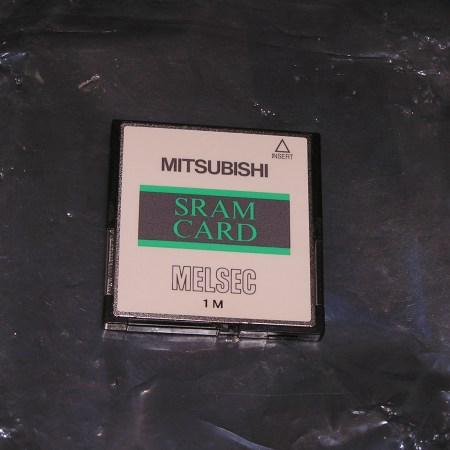 INSERT
MITSUBISHI
SRAM
CARD
MELSEC
1M